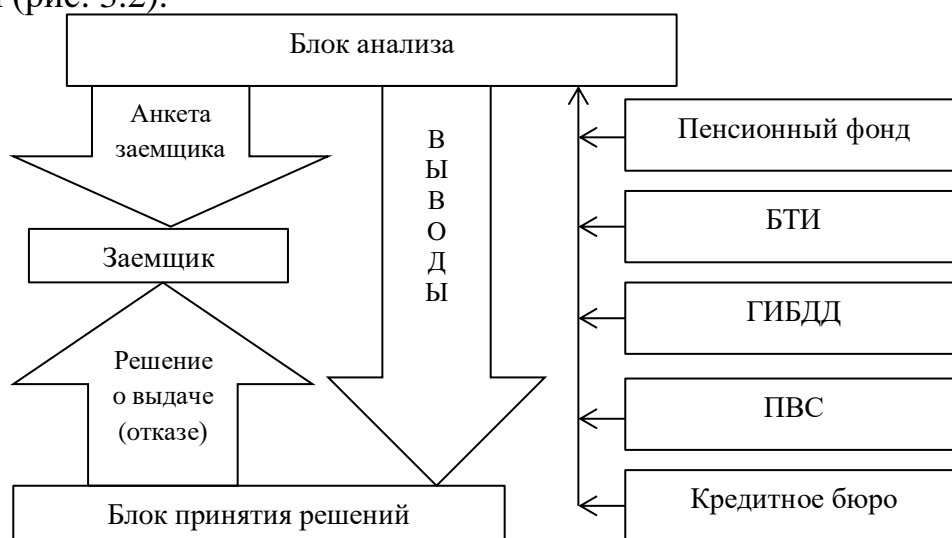 (рис. 3.2).
Блок анализа
Анкета
заемщика
В
Ы
В
О
Д
Ы
Пенсионный фонд
БТИ
Заемщик
ГИБДД
Решение
о выдаче
(отказе)
ПВС
Кредитное бюро
Блок принятия решений